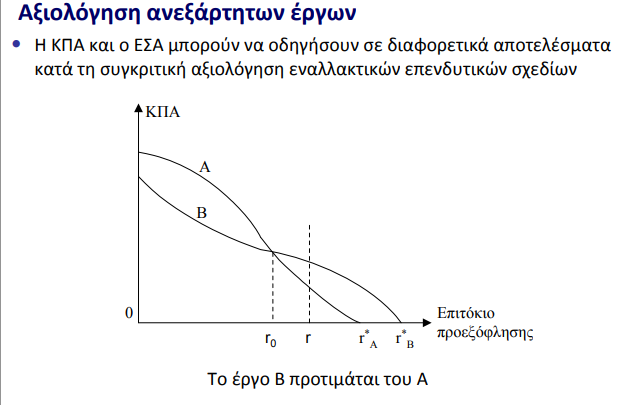 Αξιολόγηση ανεξάρτητων έργων
• Η ΚΠΑ και ο ΕΣΑ μπορούν να οδηγήσουν σε διαφορετικά αποτελέσματα
κατά τη συγκριτική αξιολόγηση εναλλακτικών επενδυτικών σχεδίων
ΚΠΑ
A
B
0
Επιτόκιο
προεξόφλησης
r₀ r r*A r*B
Το έργο Β προτιμάται του Α